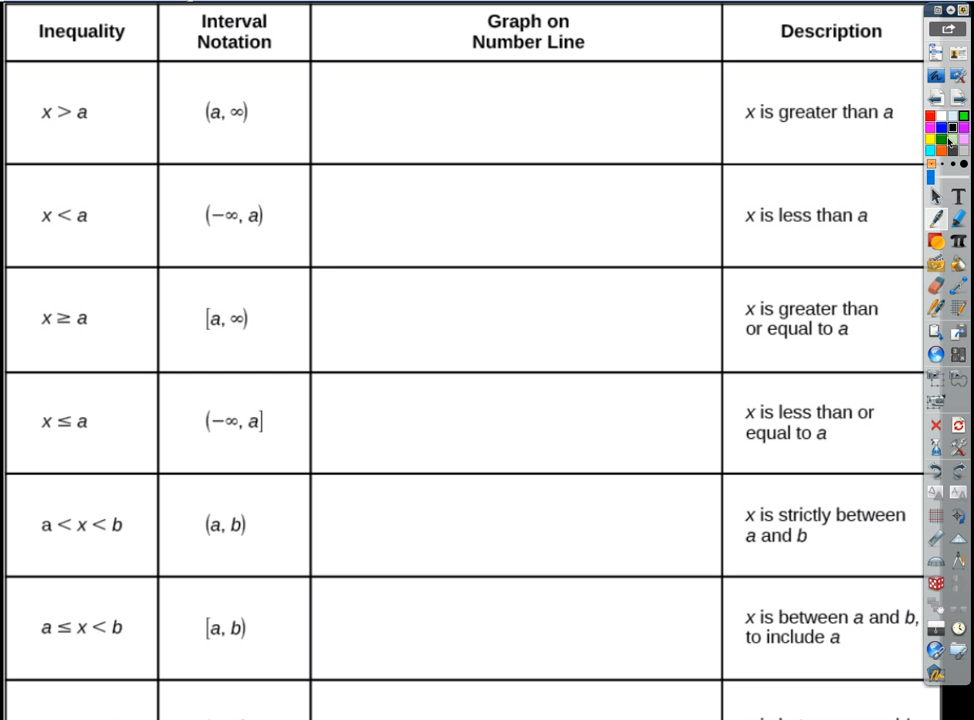 Inequality
Interval
Notation
Graph on
Number Line
Description
x > a
(a, ∞)
x is greater than a
x < a
(−∞, a)
x is less than a
x ≥ a
[a, ∞)
x is greater than
or equal to a
x ≤ a
(−∞, a]
x is less than or
equal to a
a < x < b
(a, b)
x is strictly between
a and b
a ≤ x < b
[a, b)
x is between a and b,
to include a